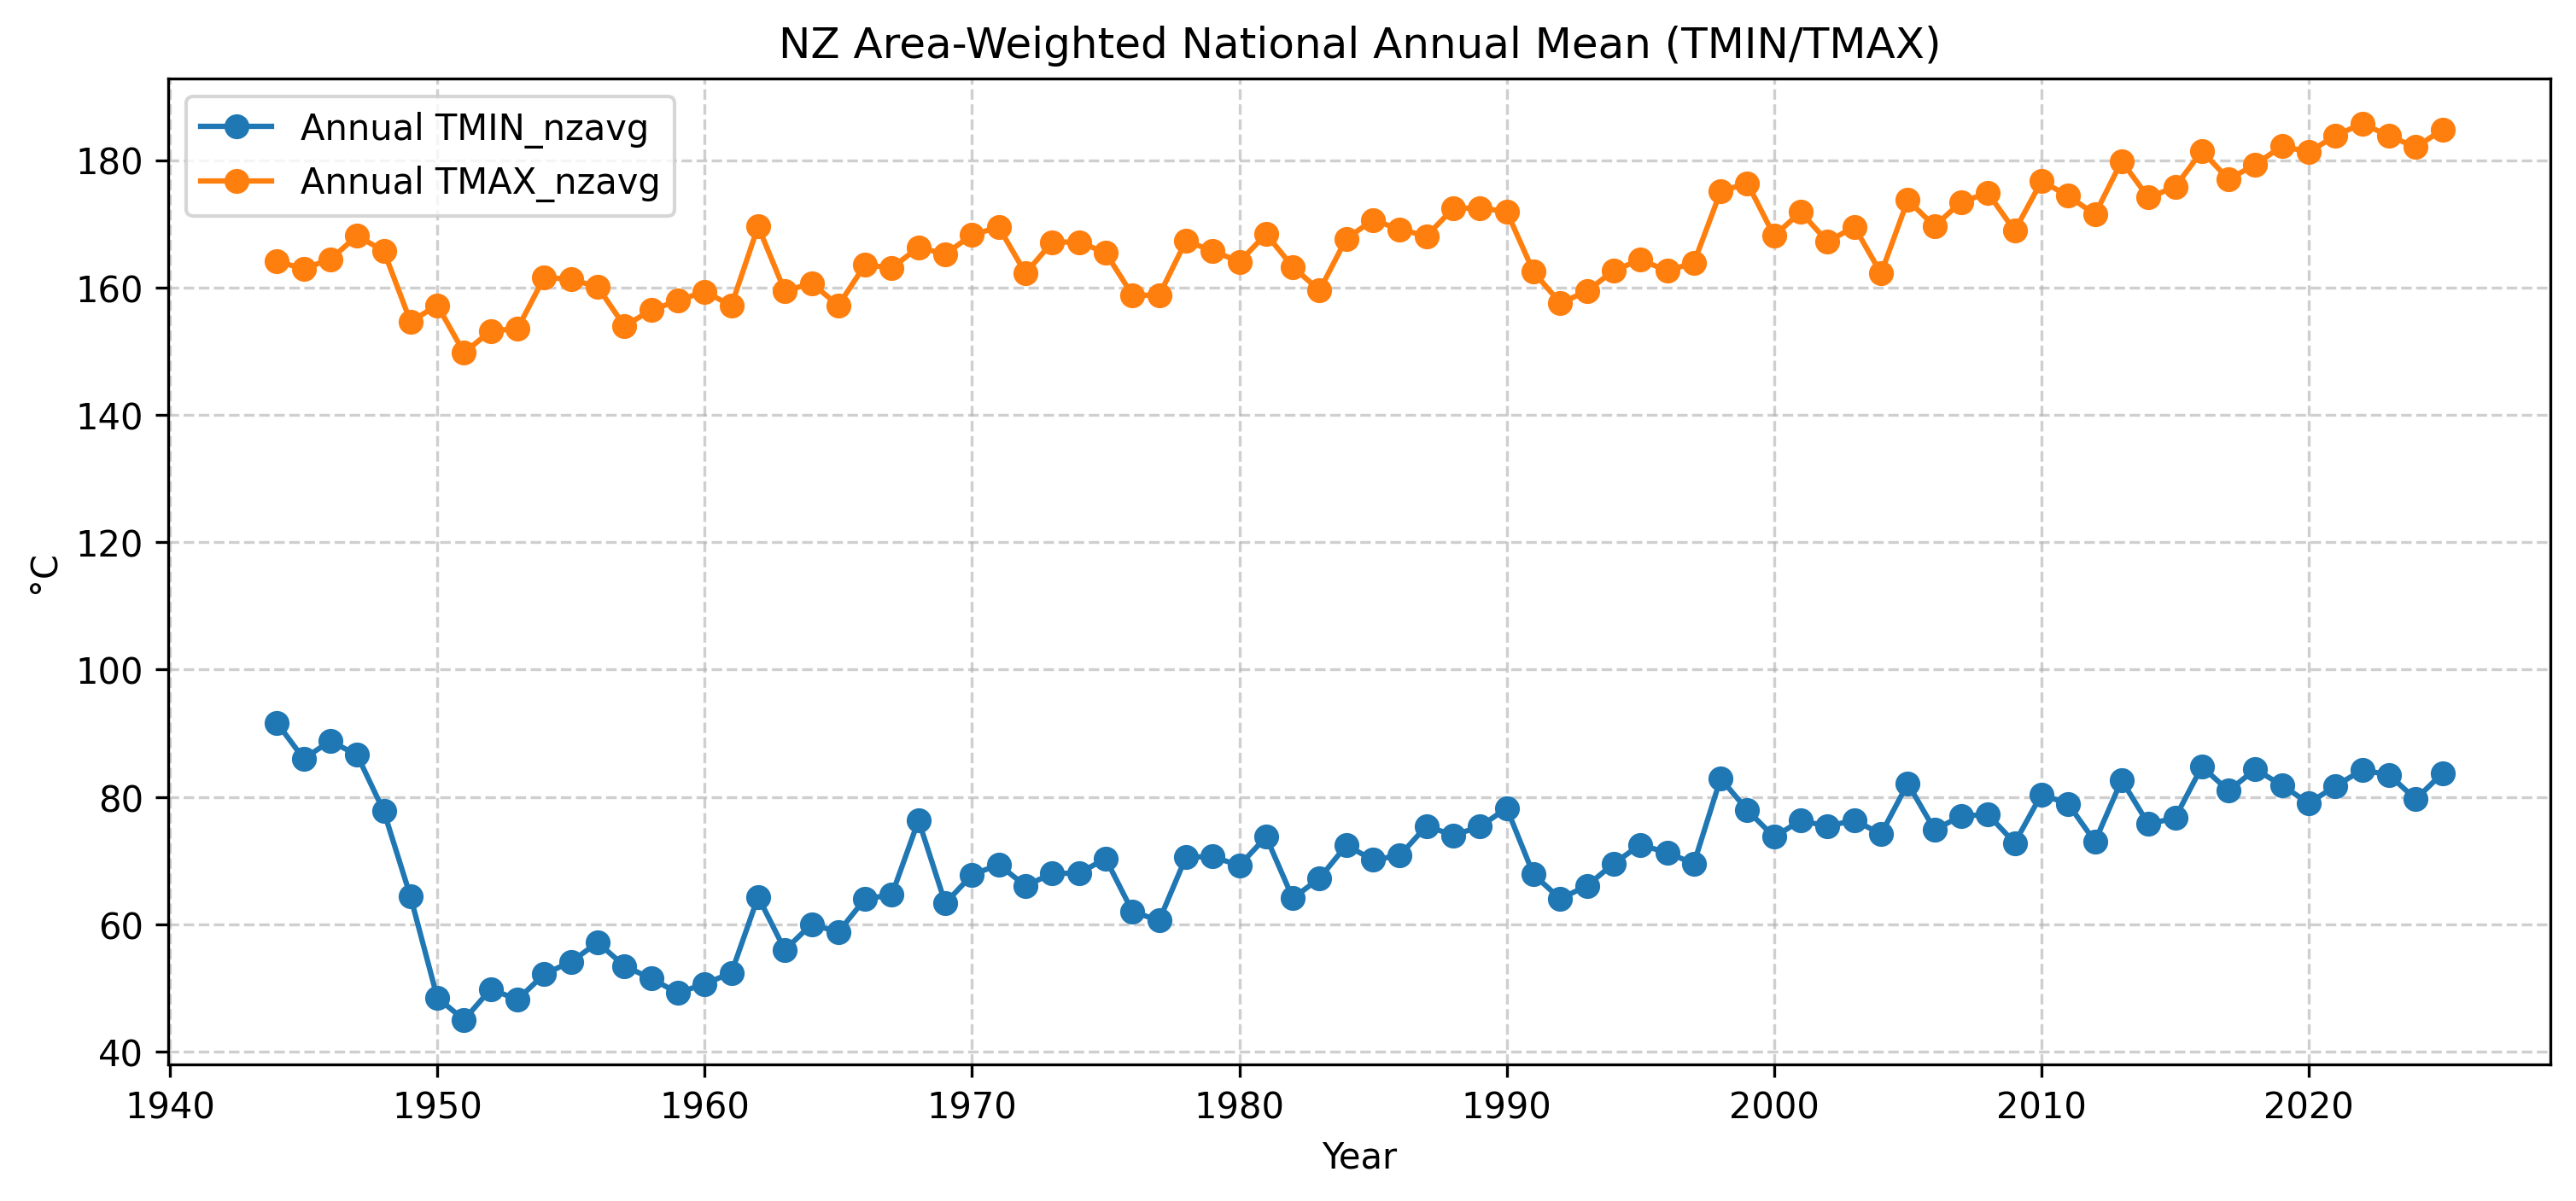 NZ Area-Weighted National Annual Mean (TMIN/TMAX)
Annual TMIN_nzavg
Annual TMAX_nzavg
180
160
140
120
100
80
60
40
°C
1940 1950 1960 1970 1980 1990 2000 2010 2020
Year